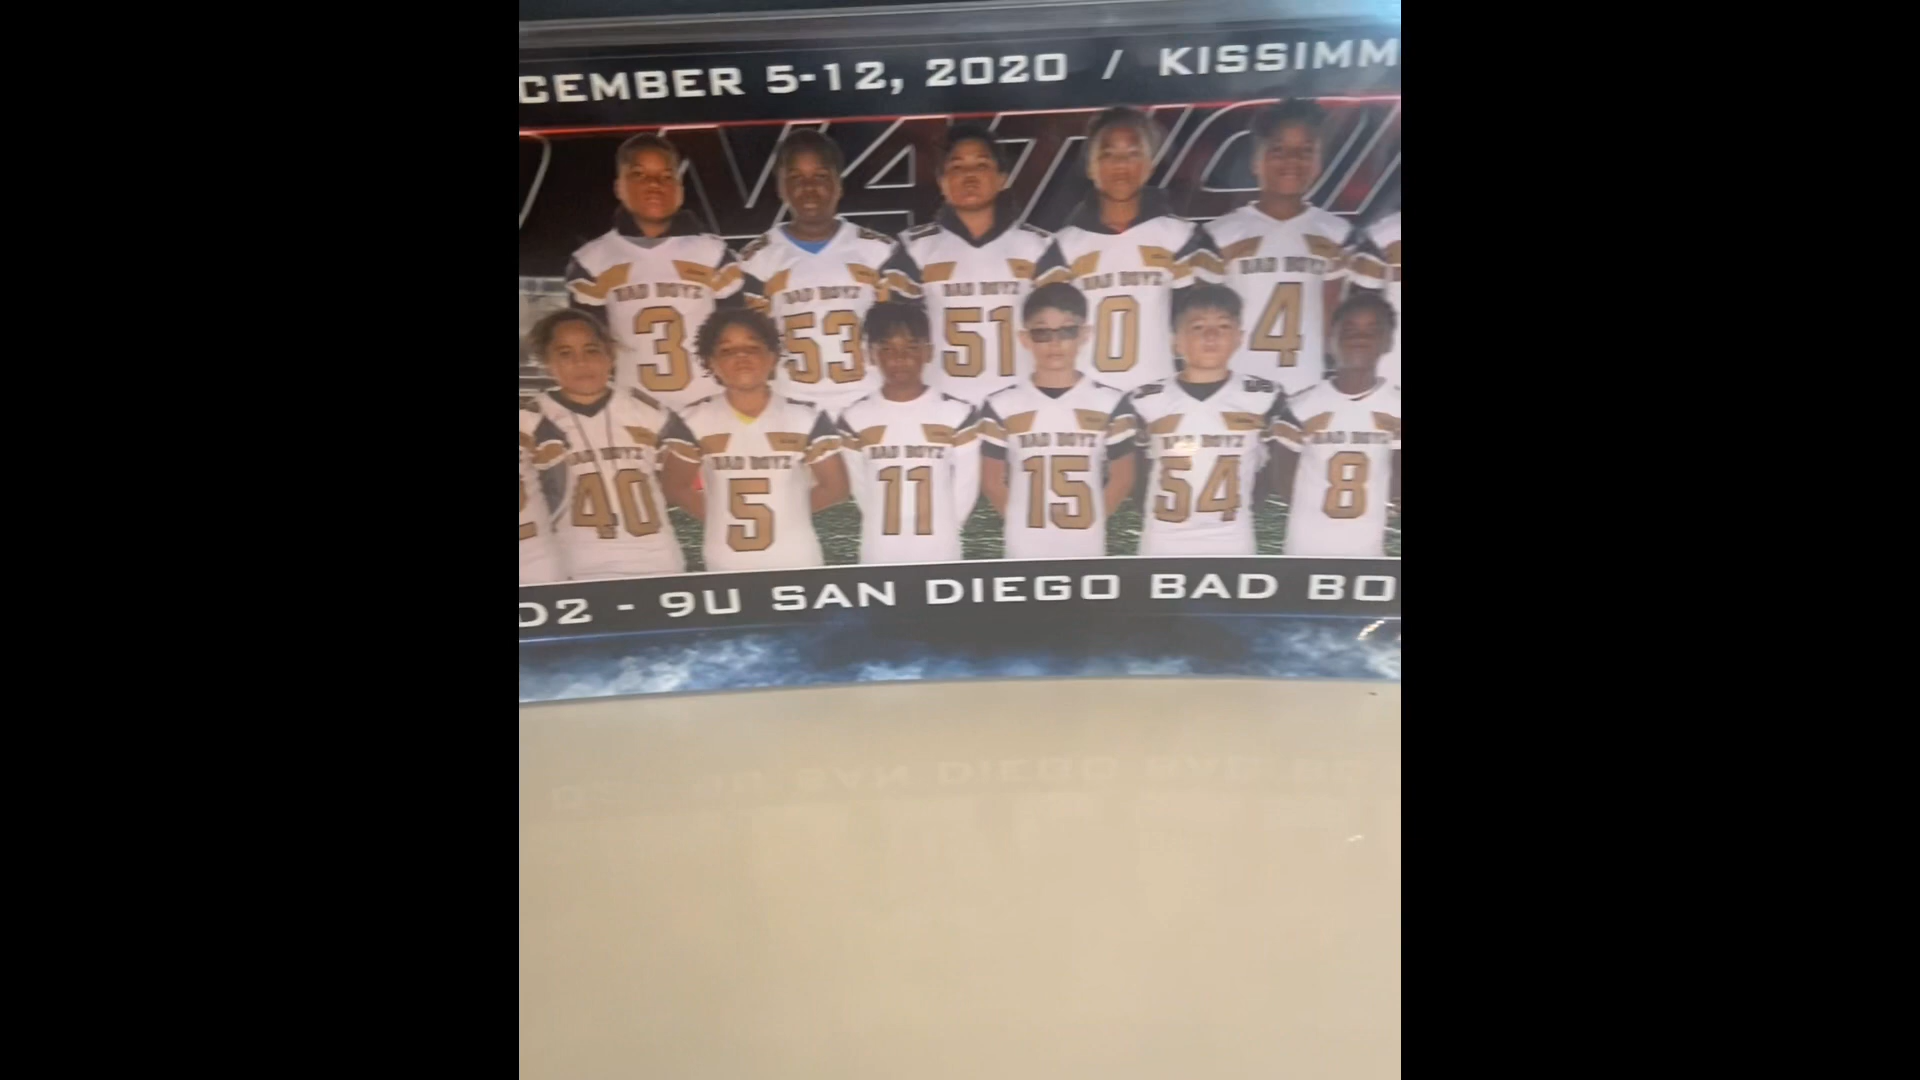 CEMBER 5-12, 2020 / KISSIMM
NATION
BAD BOYZ BAD BOYZ BAD BOYZ BAD BOYZ BAD BOYZ
3 53 51 0 4
BAD BOYZ BAD BOYZ BAD BOYZ BAD BOYZ BAD BOYZ BAD BOYZ
40 5 11 15 54 8
D2 - 9U SAN DIEGO BAD BO